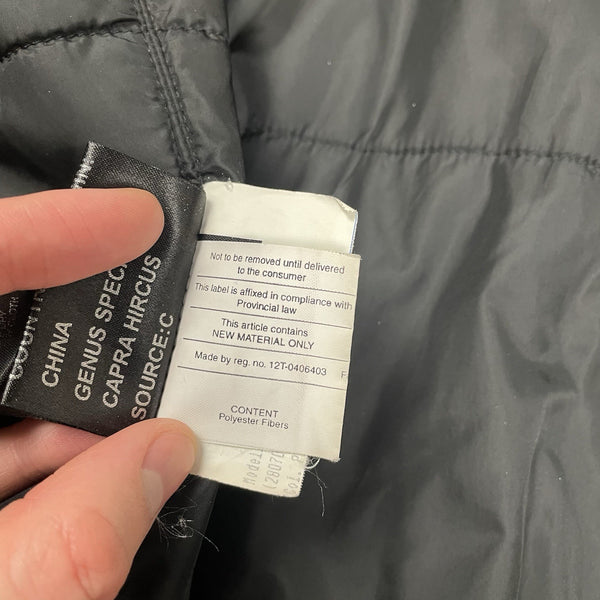 CHINA
GENUS
CAPRA HIRCUS
SOURCE:C
Not to be removed until delivered
to the consumer
This label is affixed in compliance with
Provincial law
This article contains
NEW MATERIAL ONLY
Made by reg. no. 12T-0406403
CONTENT
Polyester Fibers